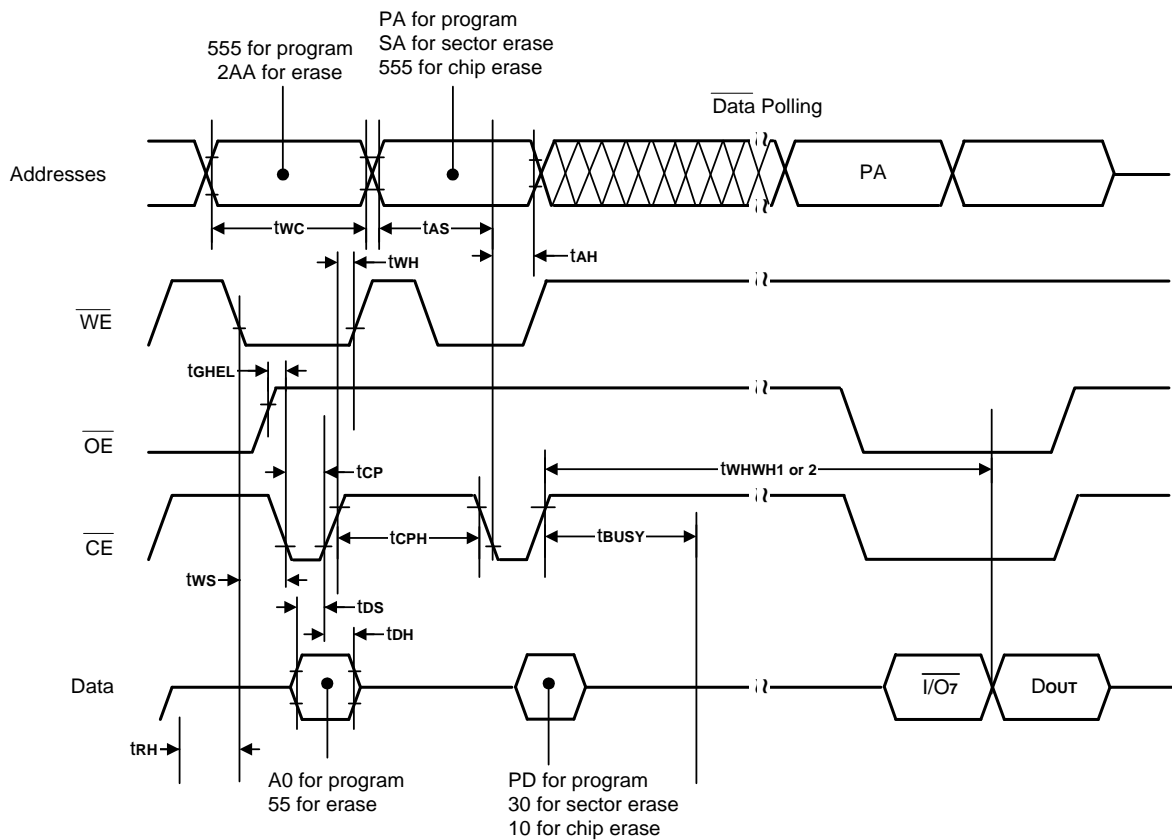 PA for program
SA for sector erase
555 for chip erase
555 for program
2AA for erase
Data Polling
Addresses
PA
tWC
tAS
tWH
tAH
WE
tGHEL
OE
tCP
tWHWH1 or 2
CE
tCPH
tBUSY
tWS
tDS
tDH
Data
I/O7
DOUT
tRH
A0 for program
55 for erase
PD for program
30 for sector erase
10 for chip erase